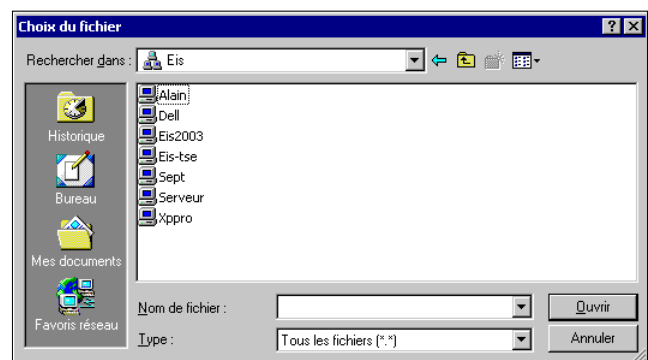 Choix du fichier
Rechercher dans : Eis
Historique
Bureau
Mes documents
Favoris réseau
Alain
Dell
Eis2003
Eis-tse
Sept
Serveur
Xppro
Nom de fichier :
Ouvrir
Type : Tous les fichiers (*.*)
Annuler